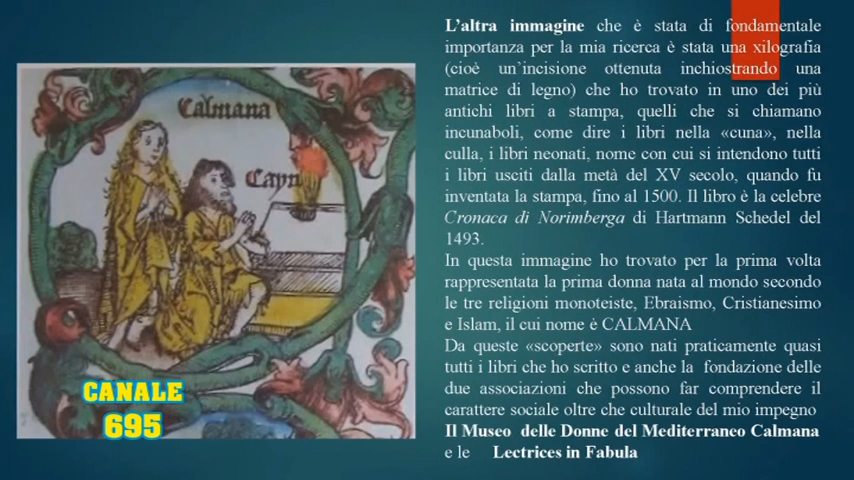 Calmana
Cayn
CANALE
695
L’altra immagine che è stata di fondamentale
importanza per la mia ricerca è stata una xilografia
(cioè un’incisione ottenuta inchiostrando una
matrice di legno) che ho trovato in uno dei più
antichi libri a stampa, quelli che si chiamano
incunaboli, come dire i libri nella «cuna», nella
culla, i libri neonati, nome con cui si intendono tutti
i libri usciti dalla metà del XV secolo, quando fu
inventata la stampa, fino al 1500. Il libro è la celebre
Cronaca di Norimberga di Hartmann Schedel del
1493.
In questa immagine ho trovato per la prima volta
rappresentata la prima donna nata al mondo secondo
le tre religioni monoteiste, Ebraismo, Cristianesimo
e Islam, il cui nome è CALMANA
Da queste «scoperte» sono nati praticamente quasi
tutti i libri che ho scritto e anche la fondazione delle
due associazioni che possono far comprendere il
carattere sociale oltre che culturale del mio impegno
Il Museo delle Donne del Mediterraneo Calmana
e le Lectrices in Fabula